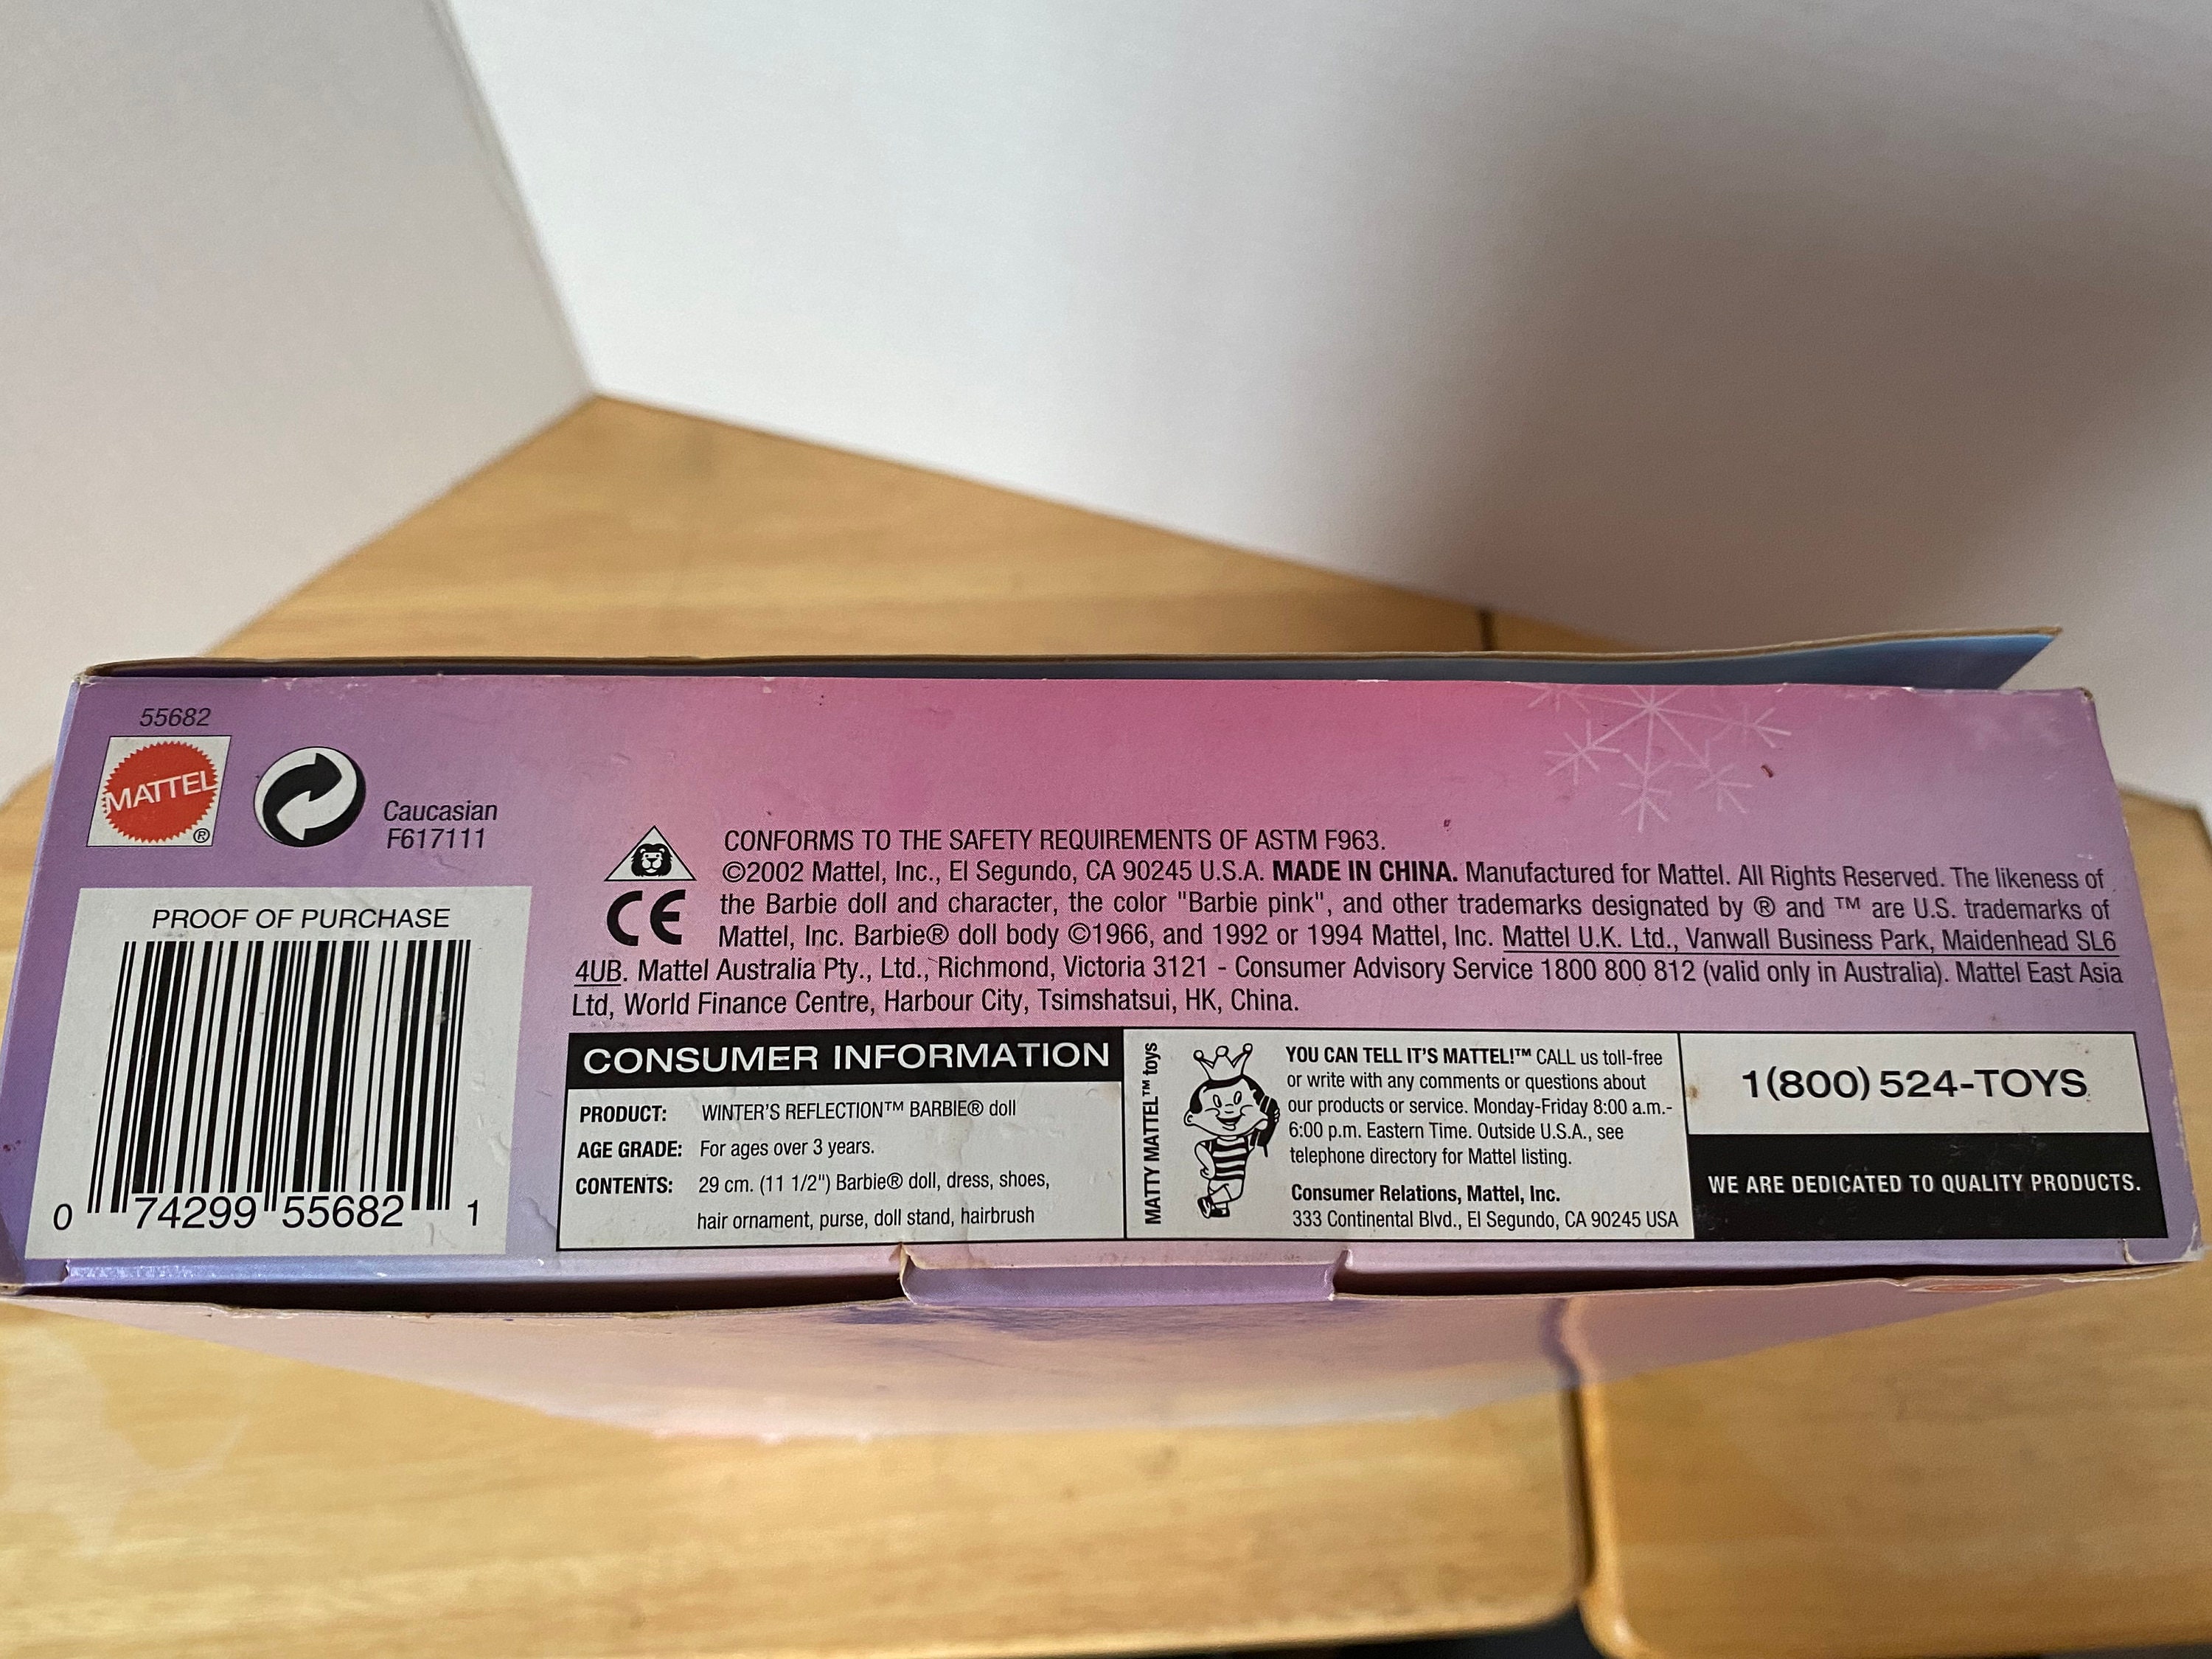 55682
MATTEL
®
Caucasian
F617111
PROOF OF PURCHASE
0 74299 55682 1
CONFORMS TO THE SAFETY REQUIREMENTS OF ASTM F963.
©2002 Mattel, Inc., El Segundo, CA 90245 U.S.A. MADE IN CHINA. Manufactured for Mattel. All Rights Reserved. The likeness of
the Barbie doll and character, the color "Barbie pink", and other trademarks designated by ® and ™ are U.S. trademarks of
Mattel, Inc. Barbie® doll body ©1966, and 1992 or 1994 Mattel, Inc. Mattel U.K. Ltd., Vanwall Business Park, Maidenhead SL6
4UB. Mattel Australia Pty., Ltd., Richmond, Victoria 3121 - Consumer Advisory Service 1800 800 812 (valid only in Australia). Mattel East Asia
Ltd, World Finance Centre, Harbour City, Tsimshatsui, HK, China.
CE
CONSUMER INFORMATION
PRODUCT: WINTER'S REFLECTION™ BARBIE® doll
AGE GRADE: For ages over 3 years.
CONTENTS: 29 cm. (11 1/2") Barbie® doll, dress, shoes,
hair ornament, purse, doll stand, hairbrush
MATTY MATTEL™ toys
YOU CAN TELL IT'S MATTEL!™ CALL us toll-free
or write with any comments or questions about
our products or service. Monday-Friday 8:00 a.m.-
6:00 p.m. Eastern Time. Outside U.S.A., see
telephone directory for Mattel listing.
Consumer Relations, Mattel, Inc.
333 Continental Blvd., El Segundo, CA 90245 USA
1(800) 524-TOYS
WE ARE DEDICATED TO QUALITY PRODUCTS.